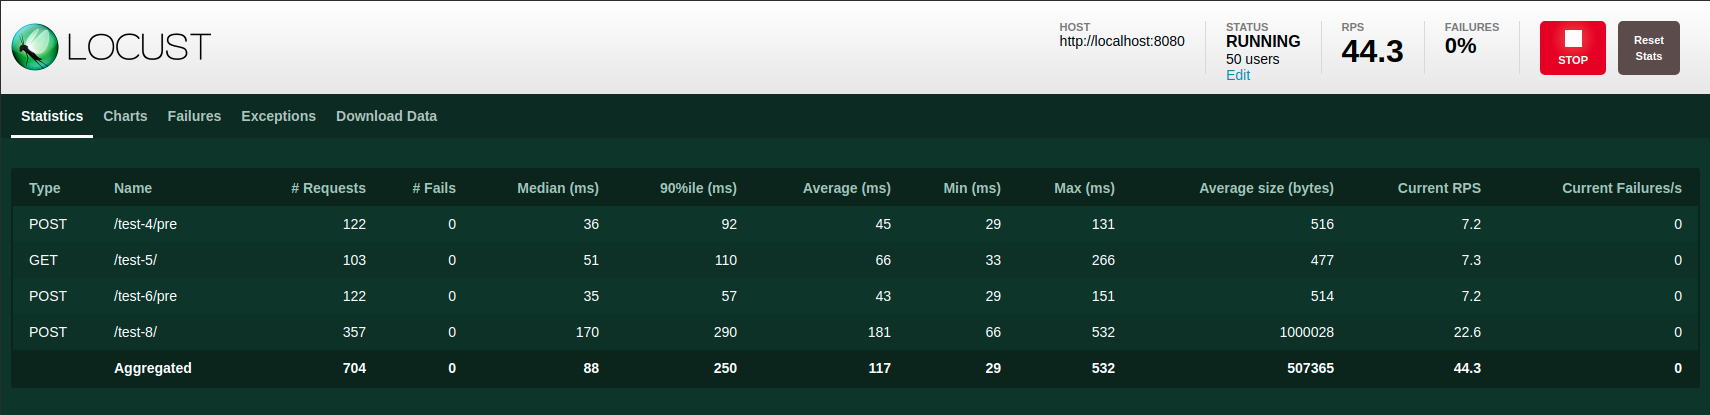 LOCUST
HOST
http://localhost:8080
STATUS
RUNNING
50 users
Edit
RPS
44.3
FAILURES
0%
STOP
Reset
Stats
Statistics Charts Failures Exceptions Download Data
Type Name # Requests # Fails Median (ms) 90%ile (ms) Average (ms) Min (ms) Max (ms) Average size (bytes) Current RPS Current Failures/s
POST /test-4/pre 122 0 36 92 45 29 131 516 7.2 0
GET /test-5/ 103 0 51 110 66 33 266 477 7.3 0
POST /test-6/pre 122 0 35 57 43 29 151 514 7.2 0
POST /test-8/ 357 0 170 290 181 66 532 1000028 22.6 0
Aggregated 704 0 88 250 117 29 532 507365 44.3 0